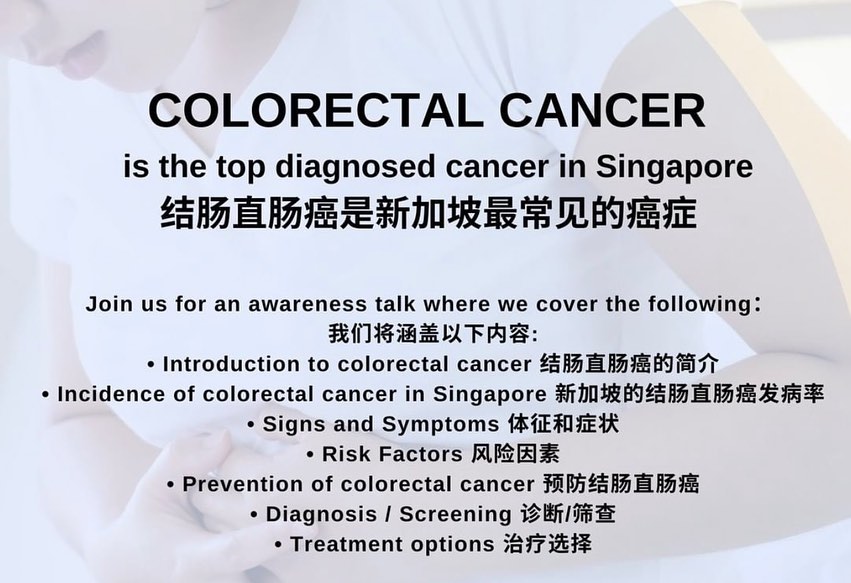 COLORECTAL CANCER
is the top diagnosed cancer in Singapore
结肠直肠癌是新加坡最常见的癌症
Join us for an awareness talk where we cover the following：
我们将涵盖以下内容:
• Introduction to colorectal cancer 结肠直肠癌的简介
• Incidence of colorectal cancer in Singapore 新加坡的结肠直肠癌发病率
• Signs and Symptoms 体征和症状
• Risk Factors 风险因素
• Prevention of colorectal cancer 预防结肠直肠癌
• Diagnosis / Screening 诊断/筛查
• Treatment options 治疗选择